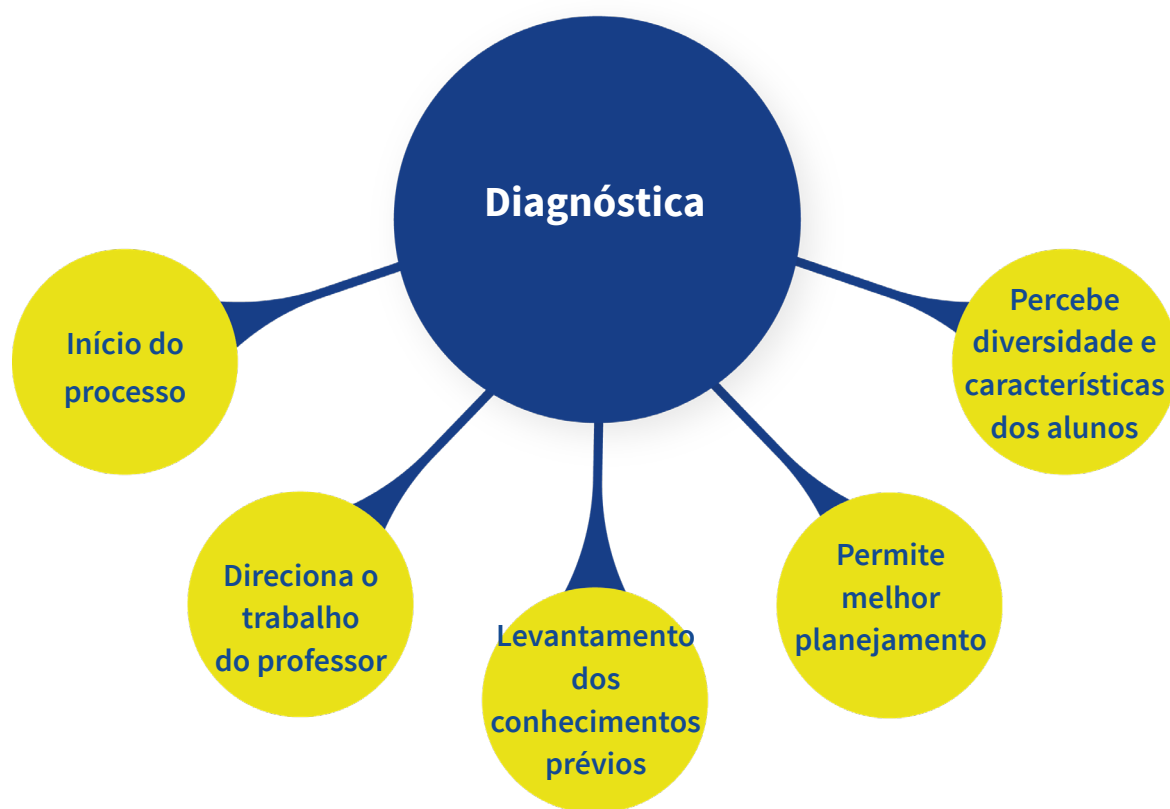 Diagnóstica
Início do
processo
Direciona o
trabalho
do professor
Levantamento
dos
conhecimentos
prévios
Permite
melhor
planejamento
Percebe
diversidade e
características
dos alunos